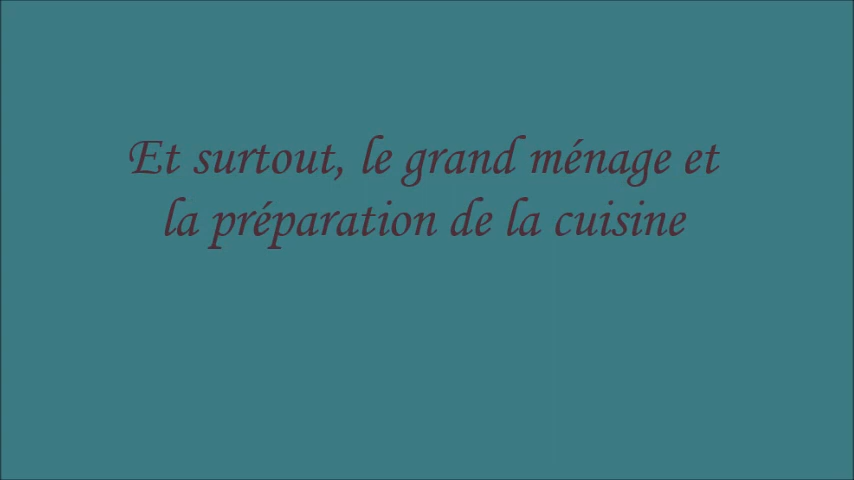 Et surtout, le grand ménage et
la préparation de la cuisine